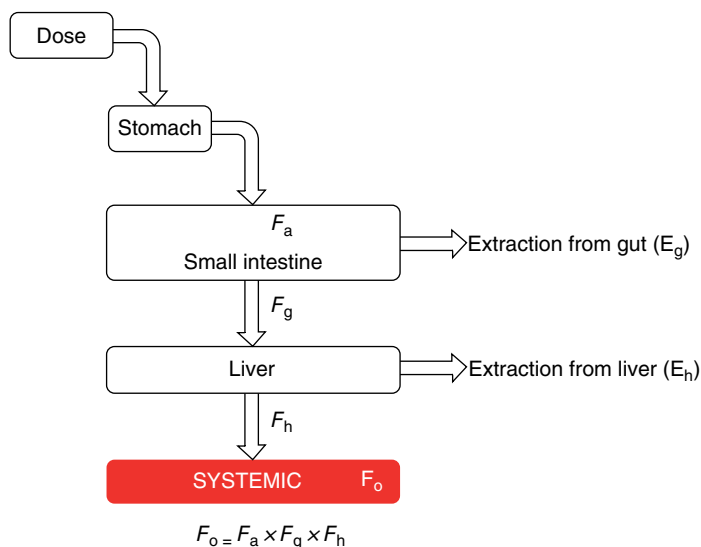 Dose
Stomach
Fa
Small intestine
Extraction from gut (Eg)
Fg
Liver
Extraction from liver (Eh)
Fh
SYSTEMIC Fo
Fo = Fa × Fg × Fh